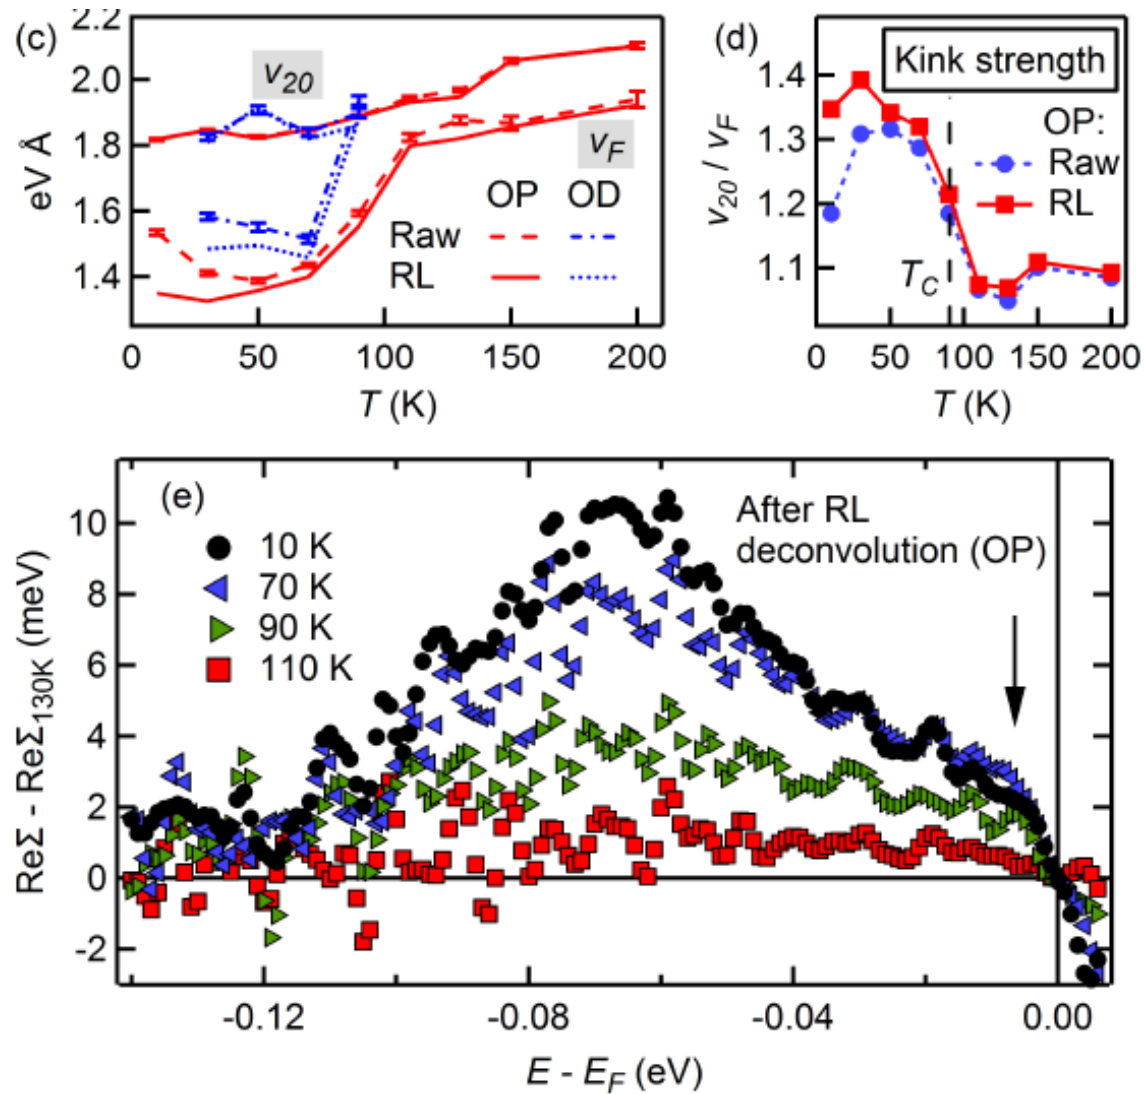 (c)
2.2
2.0
1.8
1.6
1.4
eV Å
v20
vF
OP OD
Raw
RL
0 50 100 150 200
T (K)
(d)
Kink strength
1.4
1.3
1.2
1.1
v20 / vF
OP:
Raw
RL
TC
0 50 100 150 200
T (K)
(e)
10
8
6
4
2
0
-2
ReΣ - ReΣ130K (meV)
10 K
70 K
90 K
110 K
After RL
deconvolution (OP)
-0.12 -0.08 -0.04 0.00
E - EF (eV)